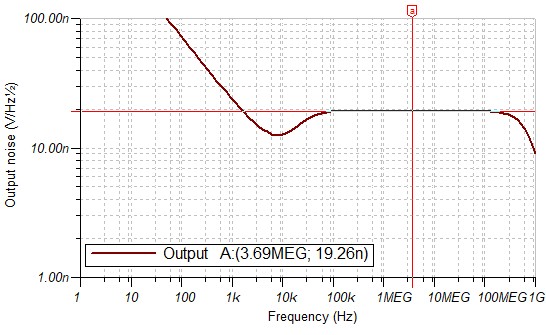 a
100.00n
Output noise (V/Hz½)
10.00n
Output A:(3.69MEG; 19.26n)
1.00n
1 10 100 1k 10k 100k 1MEG 10MEG 100MEG 1G
Frequency (Hz)